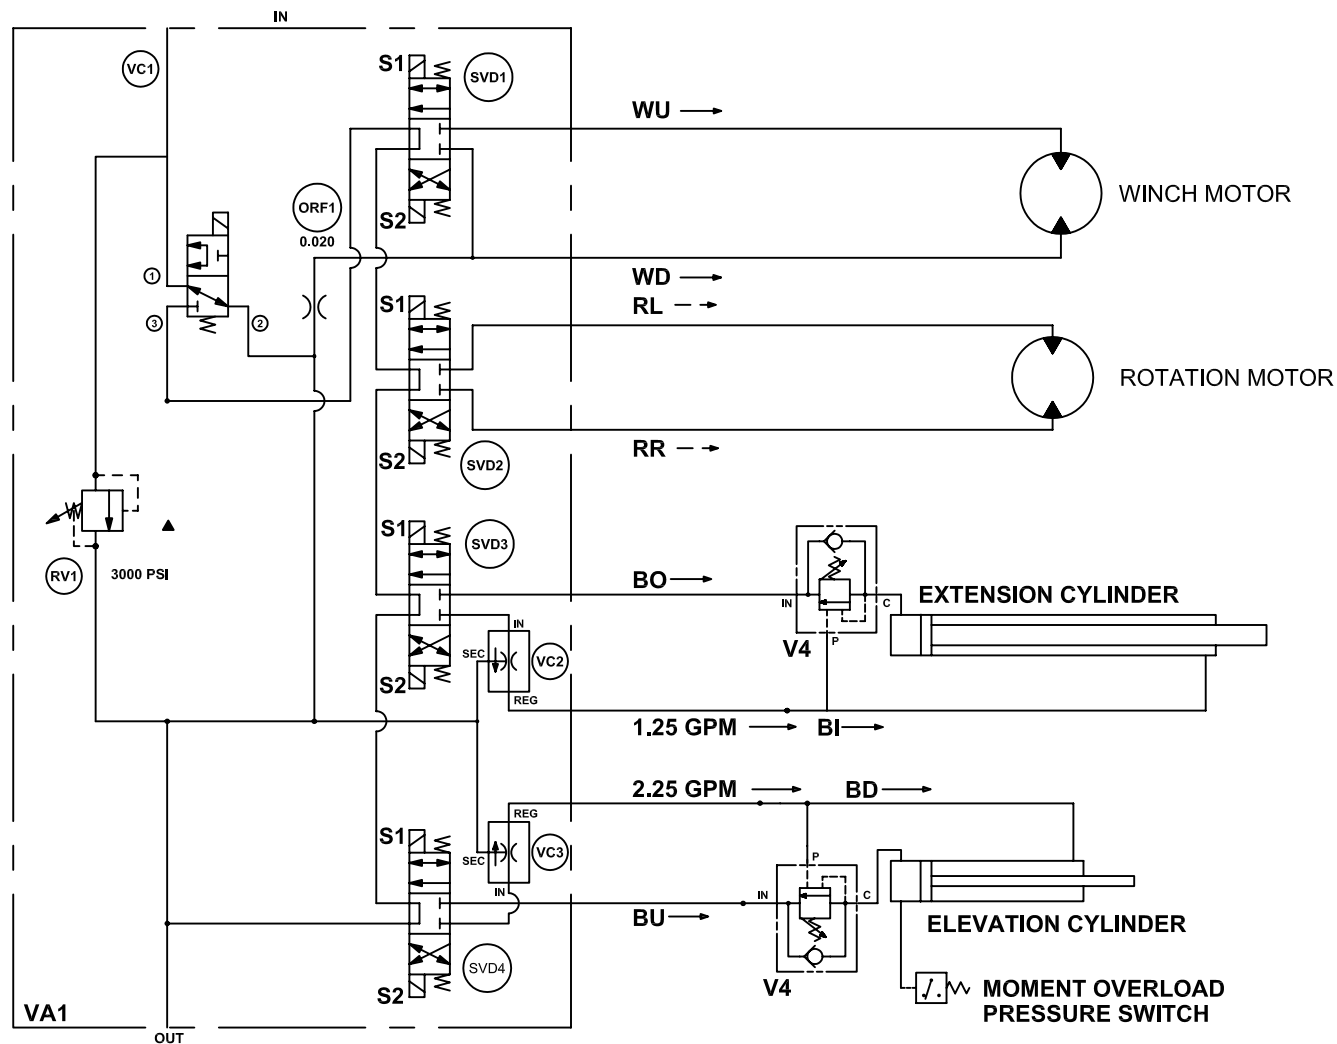 IN
VC1
S1
SVD1
WU
WINCH MOTOR
ORF1
0.020
S2
WD
RL
1
3
2
S1
ROTATION MOTOR
RR
S2
SVD2
S1
SVD3
RV1
3000 PSI
BO
IN
C
P
V4
EXTENSION CYLINDER
IN
SEC
VC2
REG
S2
1.25 GPM
BI
2.25 GPM
BD
REG
S1
SEC
VC3
IN
P
IN
C
BU
ELEVATION CYLINDER
SVD4
S2
V4
MOMENT OVERLOAD
PRESSURE SWITCH
VA1
OUT